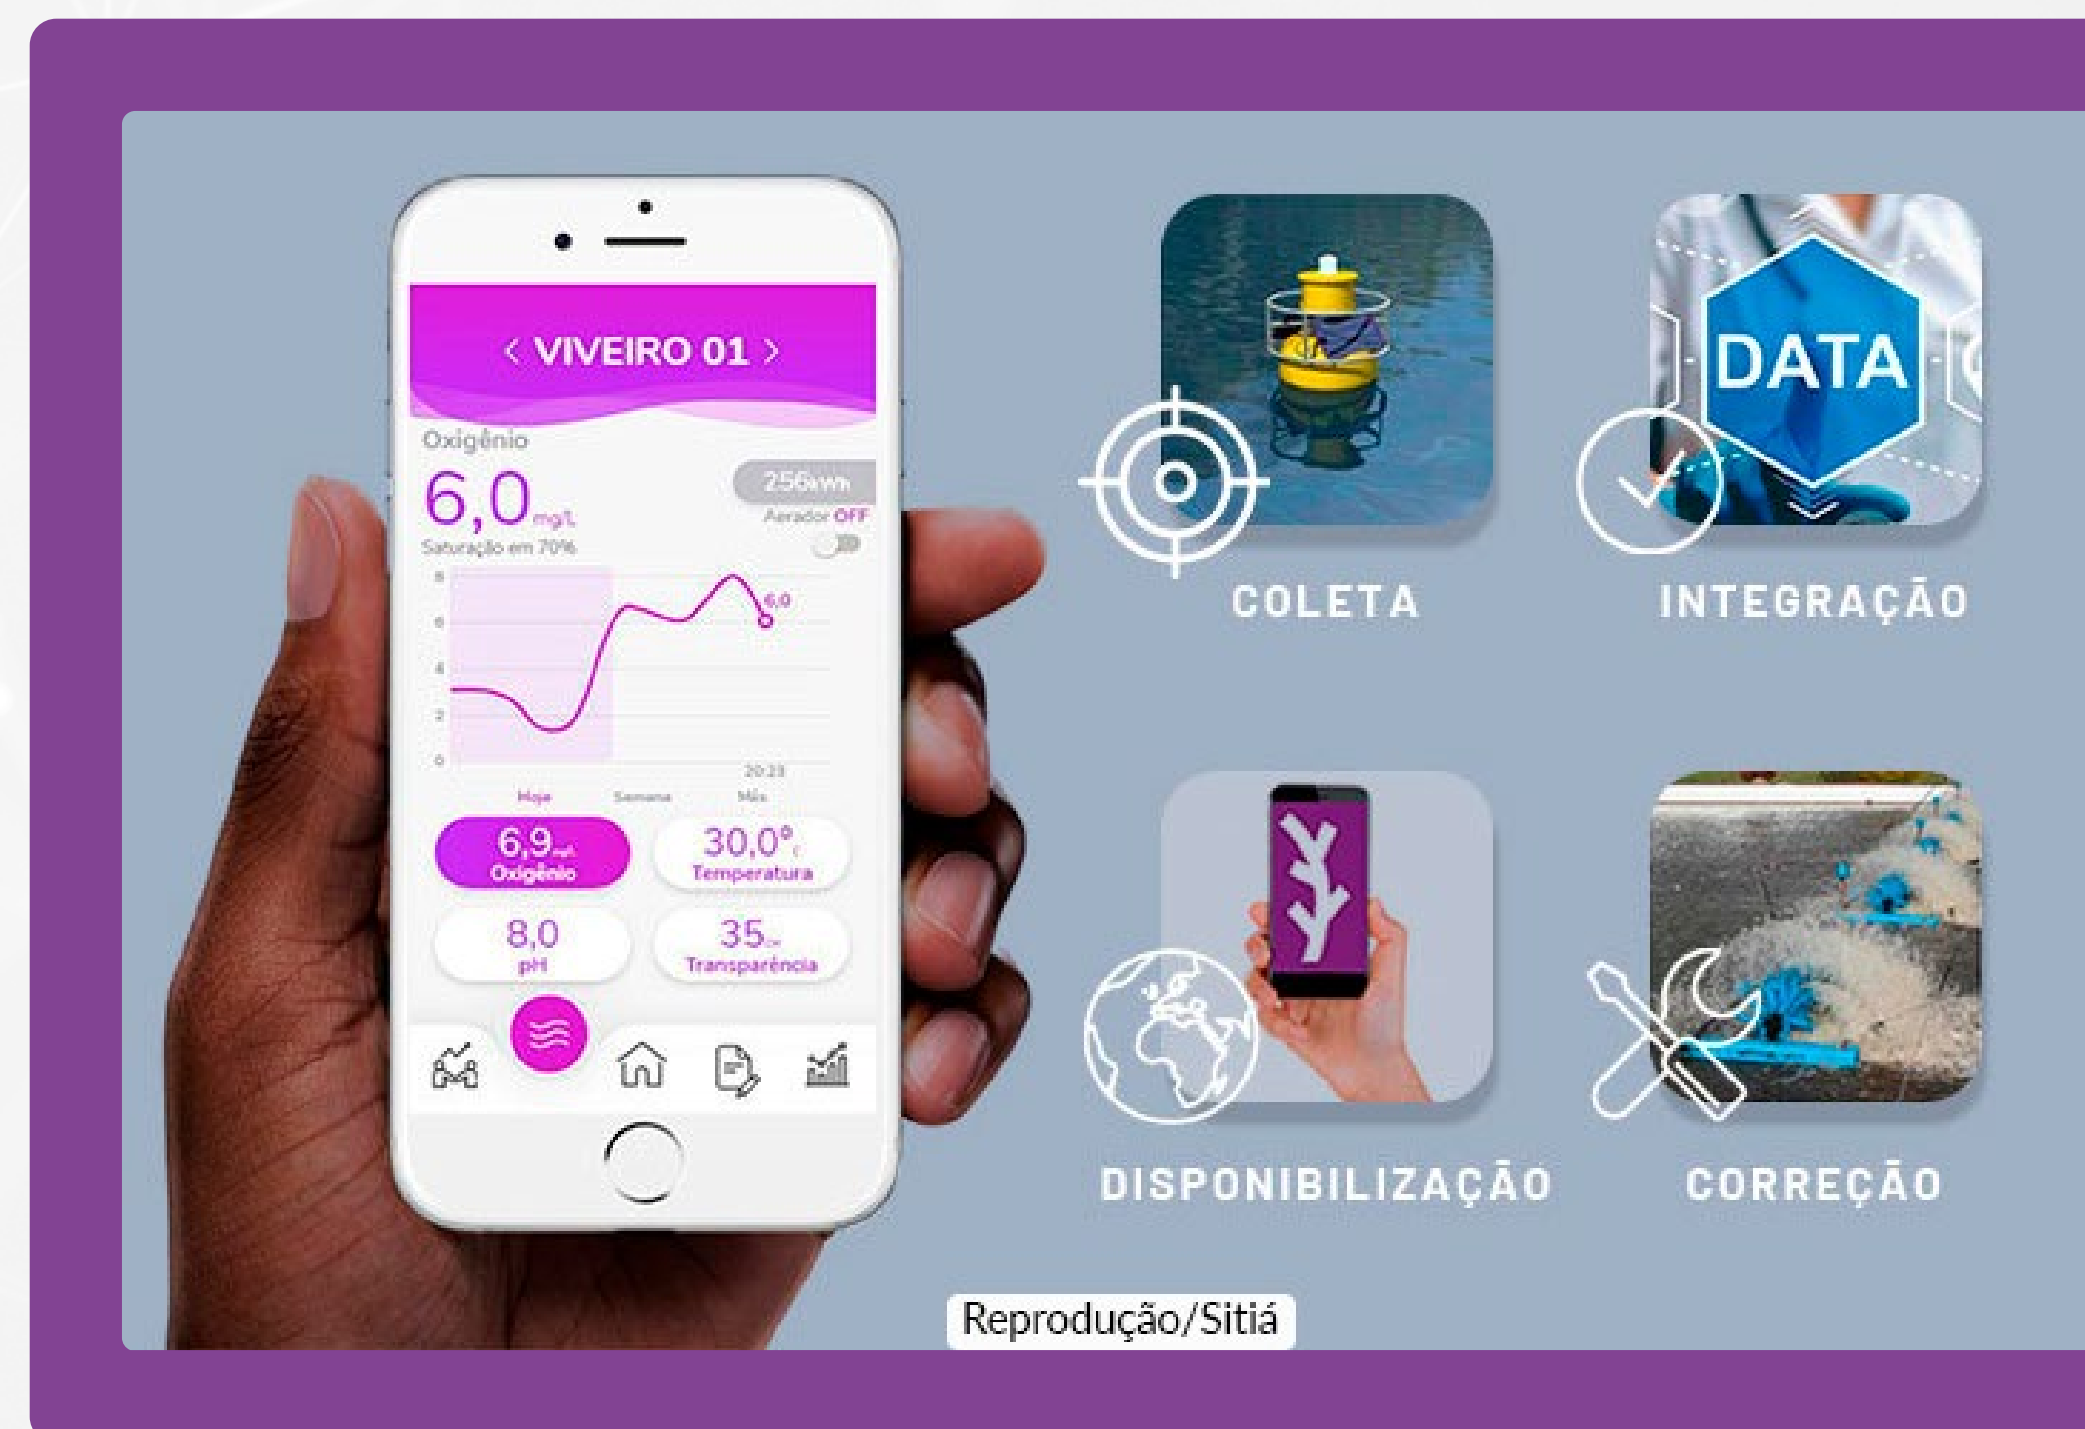 < VIVEIRO 01 >
Oxigênio
6,0 mg/L
256kWh
Aerador OFF
Saturação em 70%
8
6
4
2
0
6,0
20:23
Hoje Semana Mês
6,9 mg/L
Oxigênio
30,0° C
Temperatura
8,0
pH
35
Transparência
DATA
COLETA
INTEGRAÇÃO
DISPONIBILIZAÇÃO
CORREÇÃO
Reprodução/Sitiá